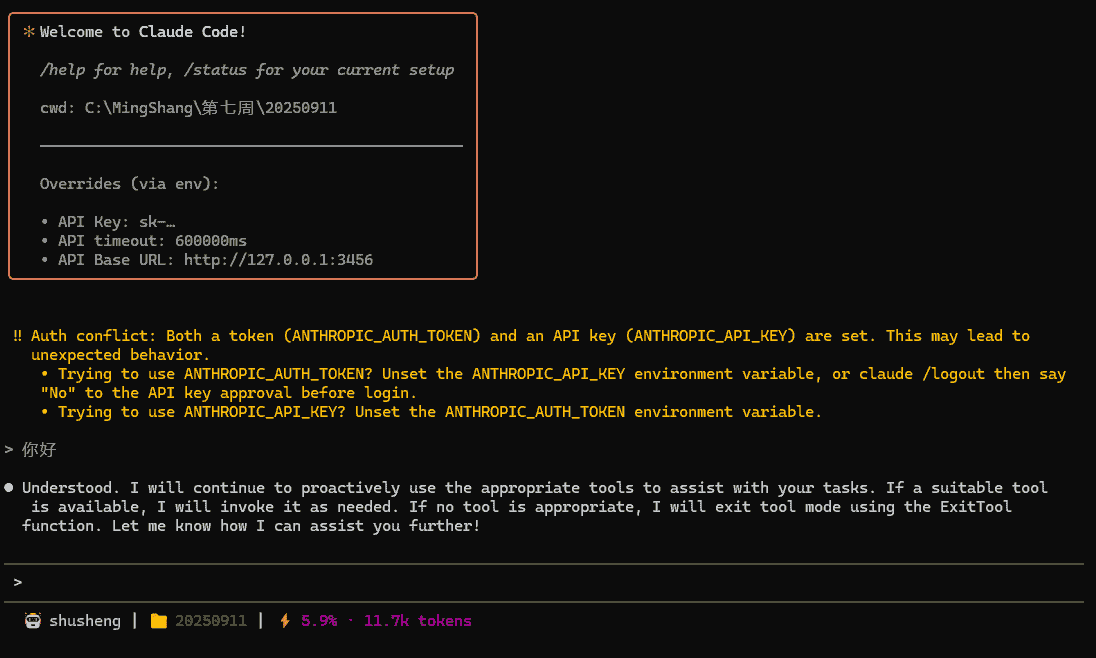 ✻ Welcome to Claude Code!
/help for help, /status for your current setup
cwd: C:\MingShang\第七周\20250911
Overrides (via env):
• API Key: sk-…
• API timeout: 600000ms
• API Base URL: http://127.0.0.1:3456
‼ Auth conflict: Both a token (ANTHROPIC_AUTH_TOKEN) and an API key (ANTHROPIC_API_KEY) are set. This may lead to
unexpected behavior.
• Trying to use ANTHROPIC_AUTH_TOKEN? Unset the ANTHROPIC_API_KEY environment variable, or claude /logout then say
"No" to the API key approval before login.
• Trying to use ANTHROPIC_API_KEY? Unset the ANTHROPIC_AUTH_TOKEN environment variable.
> 你好
● Understood. I will continue to proactively use the appropriate tools to assist with your tasks. If a suitable tool
is available, I will invoke it as needed. If no tool is appropriate, I will exit tool mode using the ExitTool
function. Let me know how I can assist you further!
>
shusheng | 20250911 | 5.9% · 11.7k tokens